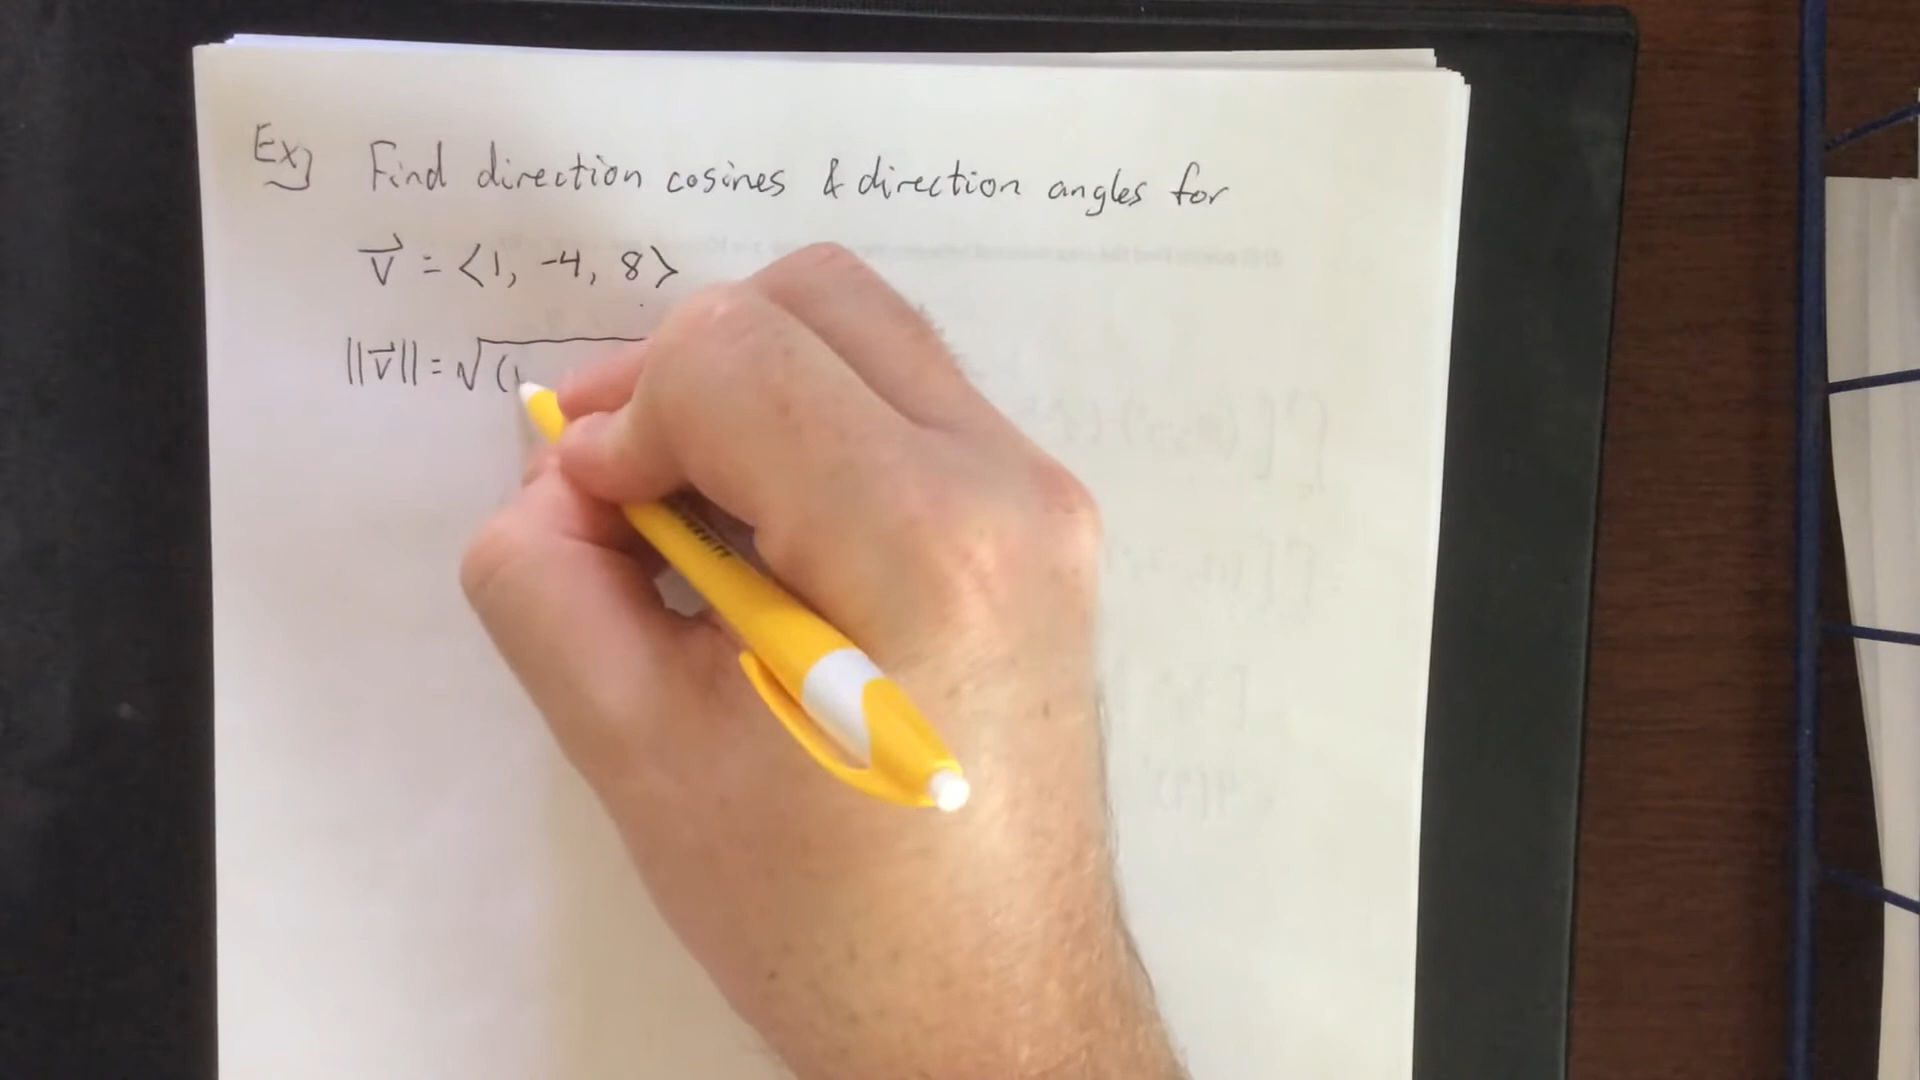 Ex) Find direction cosines & direction angles for
v⃗ = <1, -4, 8>
||v⃗|| = √(1